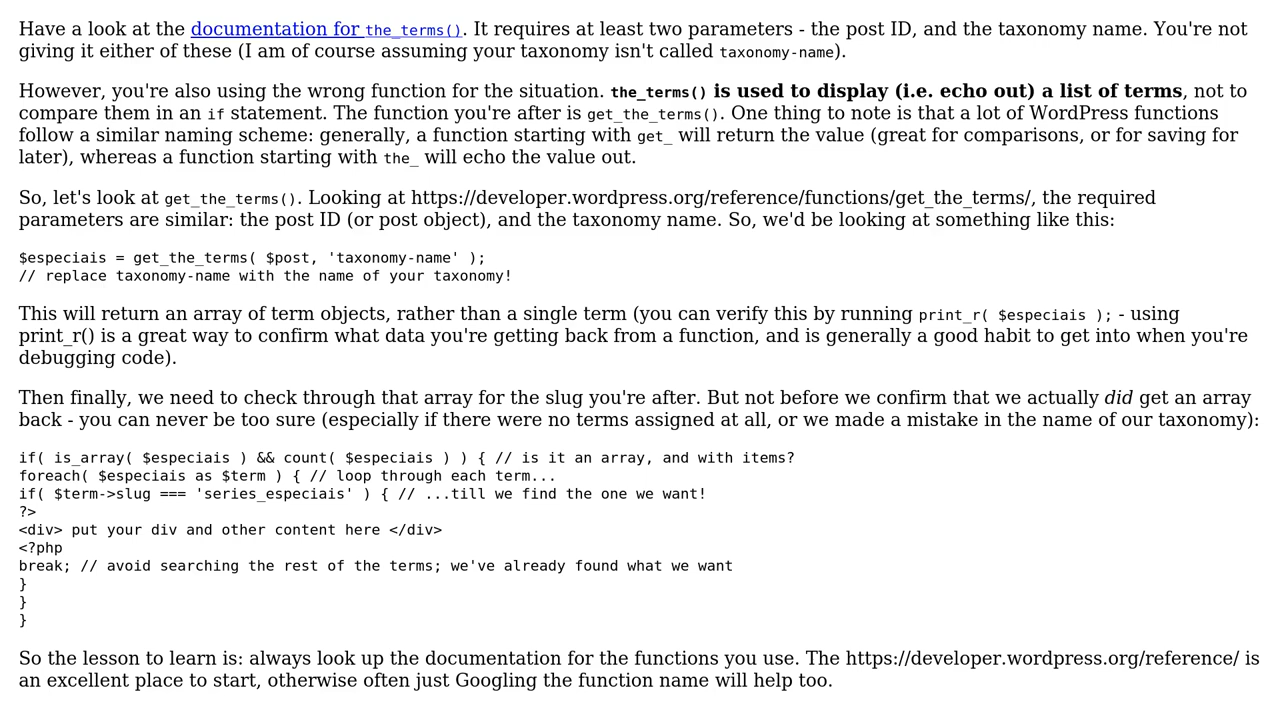 Have a look at the documentation for the_terms(). It requires at least two parameters - the post ID, and the taxonomy name. You're not
giving it either of these (I am of course assuming your taxonomy isn't called taxonomy-name).
However, you're also using the wrong function for the situation. the_terms() is used to display (i.e. echo out) a list of terms, not to
compare them in an if statement. The function you're after is get_the_terms(). One thing to note is that a lot of WordPress functions
follow a similar naming scheme: generally, a function starting with get_ will return the value (great for comparisons, or for saving for
later), whereas a function starting with the_ will echo the value out.
So, let's look at get_the_terms(). Looking at https://developer.wordpress.org/reference/functions/get_the_terms/, the required
parameters are similar: the post ID (or post object), and the taxonomy name. So, we'd be looking at something like this:
$especiais = get_the_terms( $post, 'taxonomy-name' );
// replace taxonomy-name with the name of your taxonomy!
This will return an array of term objects, rather than a single term (you can verify this by running print_r( $especiais ); - using
print_r() is a great way to confirm what data you're getting back from a function, and is generally a good habit to get into when you're
debugging code).
Then finally, we need to check through that array for the slug you're after. But not before we confirm that we actually did get an array
back - you can never be too sure (especially if there were no terms assigned at all, or we made a mistake in the name of our taxonomy):
if( is_array( $especiais ) && count( $especiais ) ) { // is it an array, and with items?
foreach( $especiais as $term ) { // loop through each term...
if( $term->slug === 'series_especiais' ) { // ...till we find the one we want!
?>
<div> put your div and other content here </div>
<?php
break; // avoid searching the rest of the terms; we've already found what we want
}
}
}
So the lesson to learn is: always look up the documentation for the functions you use. The https://developer.wordpress.org/reference/ is
an excellent place to start, otherwise often just Googling the function name will help too.